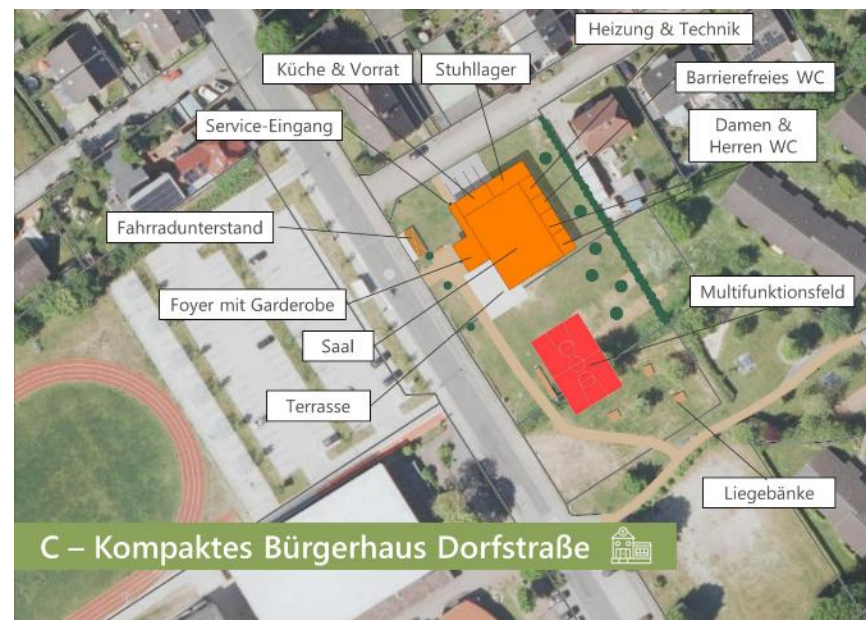 Heizung & Technik
Küche & Vorrat
Stuhllager
Barrierefreies WC
Service-Eingang
Damen &
Herren WC
Fahrradunterstand
Multifunktionsfeld
Foyer mit Garderobe
Saal
Terrasse
Liegebänke
C – Kompaktes Bürgerhaus Dorfstraße